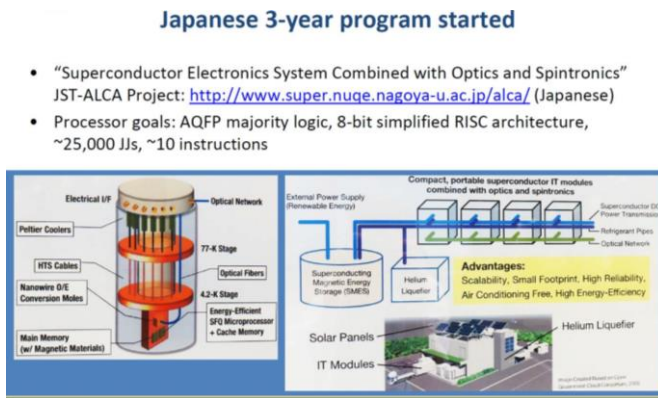 Japanese 3-year program started
• “Superconductor Electronics System Combined with Optics and Spintronics”
JST-ALCA Project: http://www.super.nuqe.nagoya-u.ac.jp/alca/ (Japanese)
• Processor goals: AQFP majority logic, 8-bit simplified RISC architecture,
~25,000 JJs, ~10 instructions
Electrical I/F
Optical Network
Peltier Coolers
77-K Stage
HTS Cables
Optical Fibers
Nanowire O/E
Conversion Moles
4.2-K Stage
Energy-Efficient
SFQ Microprocessor
+ Cache Memory
Main Memory
(w/ Magnetic Materials)
Compact, portable superconductor IT modules
combined with optics and spintronics
External Power Supply
(Renewable Energy)
Superconductor DC
Power Transmission
Refrigerant Pipes
Optical Network
Superconducting
Magnetic Energy
Storage (SMES)
Helium
Liquefier
Advantages:
Scalability, Small Footprint, High Reliability,
Air Conditioning Free, High Energy-Efficiency
Solar Panels
Helium Liquefier
IT Modules